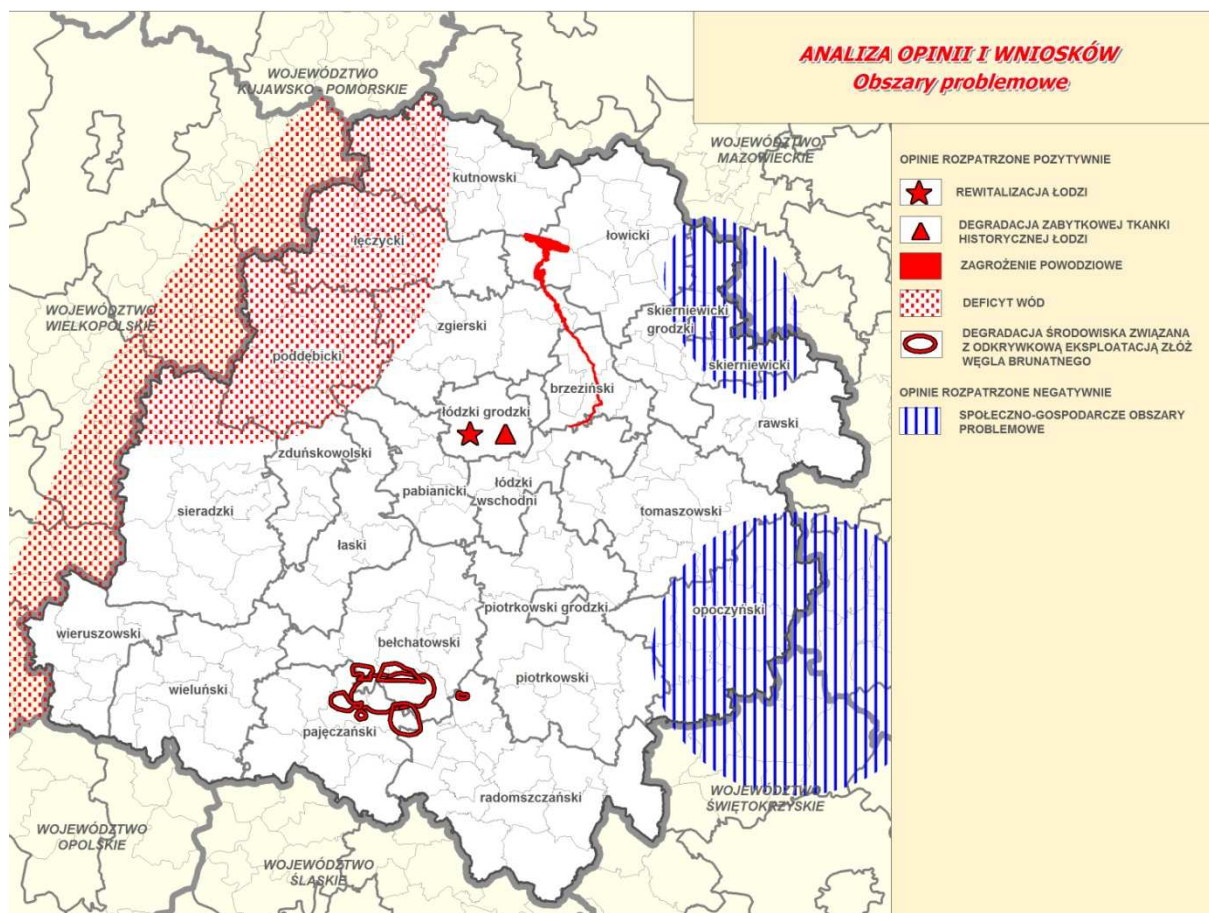 ANALIZA OPINII I WNIOSKÓW
Obszary problemowe
OPINIE ROZPATRZONE POZYTYWNIE
REWITALIZACJA ŁODZI
DEGRADACJA ZABYTKOWEJ TKANKI
HISTORYCZNEJ ŁODZI
ZAGROŻENIE POWODZIOWE
DEFICYT WÓD
DEGRADACJA ŚRODOWISKA ZWIĄZANA
Z ODKRYWKOWĄ EKSPLOATACJĄ ZŁÓŻ
WĘGLA BRUNATNEGO
OPINIE ROZPATRZONE NEGATYWNIE
SPOŁECZNO-GOSPODARCZE OBSZARY
PROBLEMOWE
WOJEWÓDZTWO
KUJAWSKO - POMORSKIE
WOJEWÓDZTWO
MAZOWIECKIE
kutnowski
łęczycki
łowicki
WOJEWÓDZTWO
WIELKOPOLSKIE
zgierski
skierniewicki
grodzki
poddębicki
skierniewicki
brzeziński
łódzki grodzki
rawski
zduńskowolski
pabianicki
łódzki
wschodni
sieradzki
tomaszowski
łaski
piotrkowski grodzki
opoczyński
wieruszowski
bełchatowski
wieluński
piotrkowski
pajęczański
radomszczański
WOJEWÓDZTWO
ŚWIĘTOKRZYSKIE
WOJEWÓDZTWO
OPOLSKIE
WOJEWÓDZTWO
ŚLĄSKIE